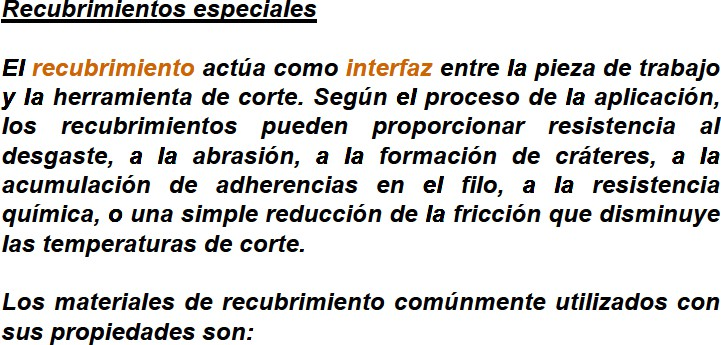 Recubrimientos especiales
El recubrimiento actúa como interfaz entre la pieza de trabajo
y la herramienta de corte. Según el proceso de la aplicación,
los recubrimientos pueden proporcionar resistencia al
desgaste, a la abrasión, a la formación de cráteres, a la
acumulación de adherencias en el filo, a la resistencia
química, o una simple reducción de la fricción que disminuye
las temperaturas de corte.
Los materiales de recubrimiento comúnmente utilizados con
sus propiedades son: